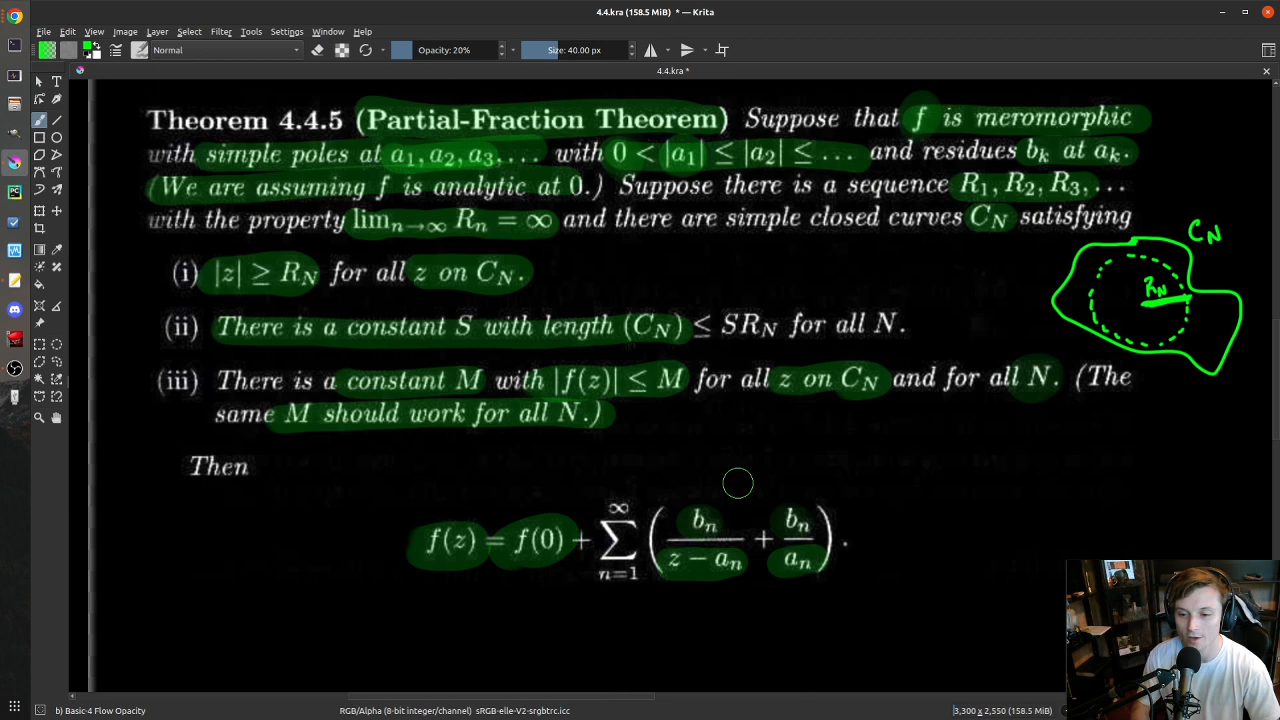 4.4.kra (158.5 MiB) * — Krita
File Edit View Image Layer Select Filter Tools Settings Window Help
Normal Opacity: 20% Size: 40.00 px
4.4.kra *
Theorem 4.4.5 (Partial-Fraction Theorem) Suppose that f is meromorphic
with simple poles at a₁, a₂, a₃, . . . with 0 < |a₁| ≤ |a₂| ≤ . . . and residues bₖ at aₖ.
(We are assuming f is analytic at 0.) Suppose there is a sequence R₁, R₂, R₃, . . .
with the property limₙ→∞ Rₙ = ∞ and there are simple closed curves C_N satisfying
C_N
R_N
(i) |z| ≥ R_N for all z on C_N.
(ii) There is a constant S with length (C_N) ≤ SR_N for all N.
(iii) There is a constant M with |f(z)| ≤ M for all z on C_N and for all N. (The
same M should work for all N.)
Then
f(z) = f(0) + ∑_{n=1}^{∞} (bₙ/(z − aₙ) + bₙ/aₙ).
b) Basic-4 Flow Opacity RGB/Alpha (8-bit integer/channel) sRGB-elle-V2-srgbtrc.icc 3,300 x 2,550 (158.5 MiB)